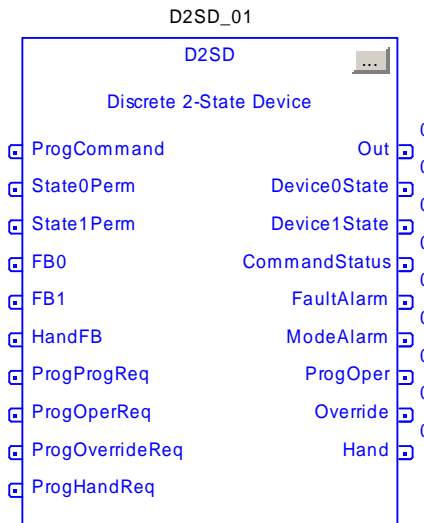 D2SD_01
D2SD
...
Discrete 2-State Device
ProgCommand Out
State0Perm Device0State
State1Perm Device1State
FB0 CommandStatus
FB1 FaultAlarm
HandFB ModeAlarm
ProgProgReq ProgOper
ProgOperReq Override
ProgOverrideReq Hand
ProgHandReq